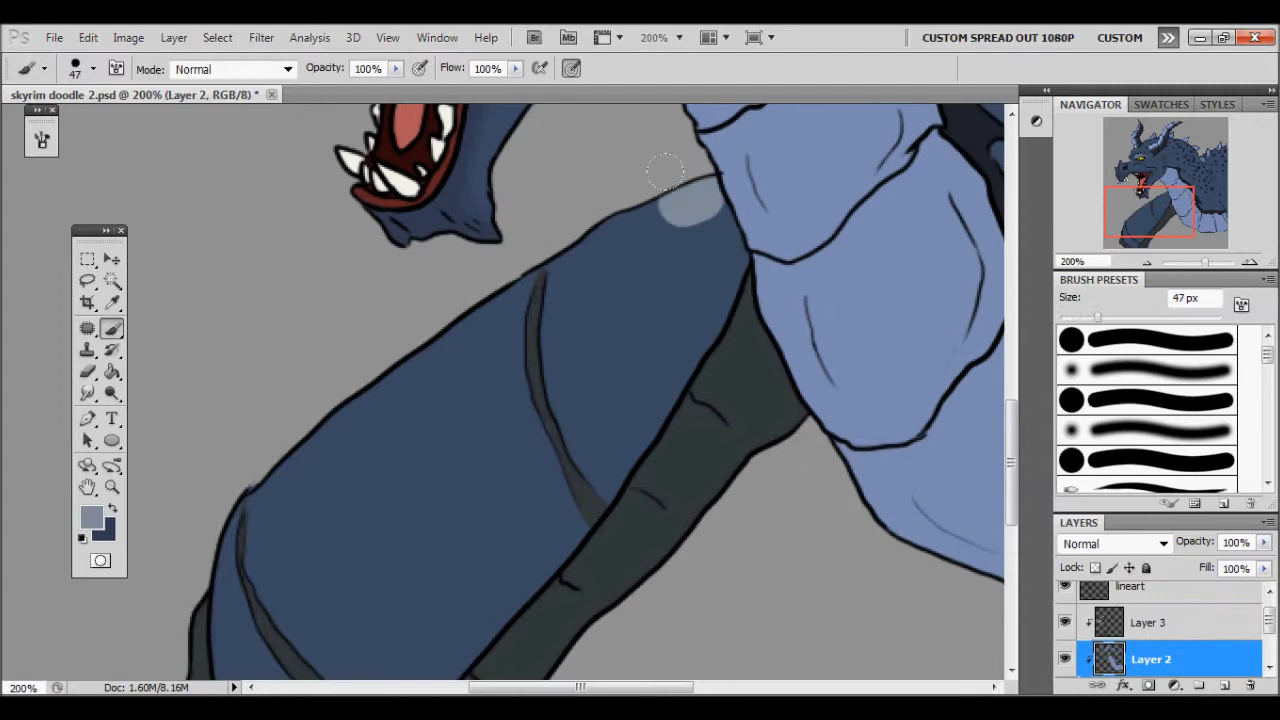 Ps File Edit Image Layer Select Filter Analysis 3D View Window Help Br Mb 200% CUSTOM SPREAD OUT 1080P CUSTOM
47 Mode: Normal Opacity: 100% Flow: 100%
skyrim doodle 2.psd @ 200% (Layer 2, RGB/8) *
NAVIGATOR SWATCHES STYLES
200%
BRUSH PRESETS
Size: 47 px
T
LAYERS
Normal Opacity: 100%
Lock: Fill: 100%
lineart
Layer 3
Layer 2
fx
200% Doc: 1.60M/8.16M